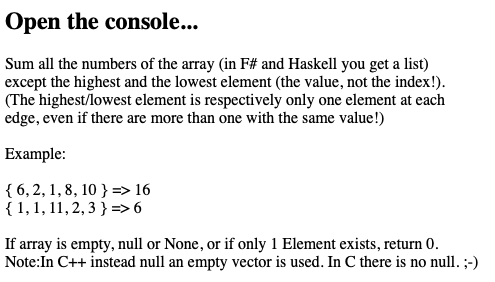 Open the console...
Sum all the numbers of the array (in F# and Haskell you get a list)
except the highest and the lowest element (the value, not the index!).
(The highest/lowest element is respectively only one element at each
edge, even if there are more than one with the same value!)
Example:
{ 6, 2, 1, 8, 10 } => 16
{ 1, 1, 11, 2, 3 } => 6
If array is empty, null or None, or if only 1 Element exists, return 0.
Note:In C++ instead null an empty vector is used. In C there is no null. ;-)